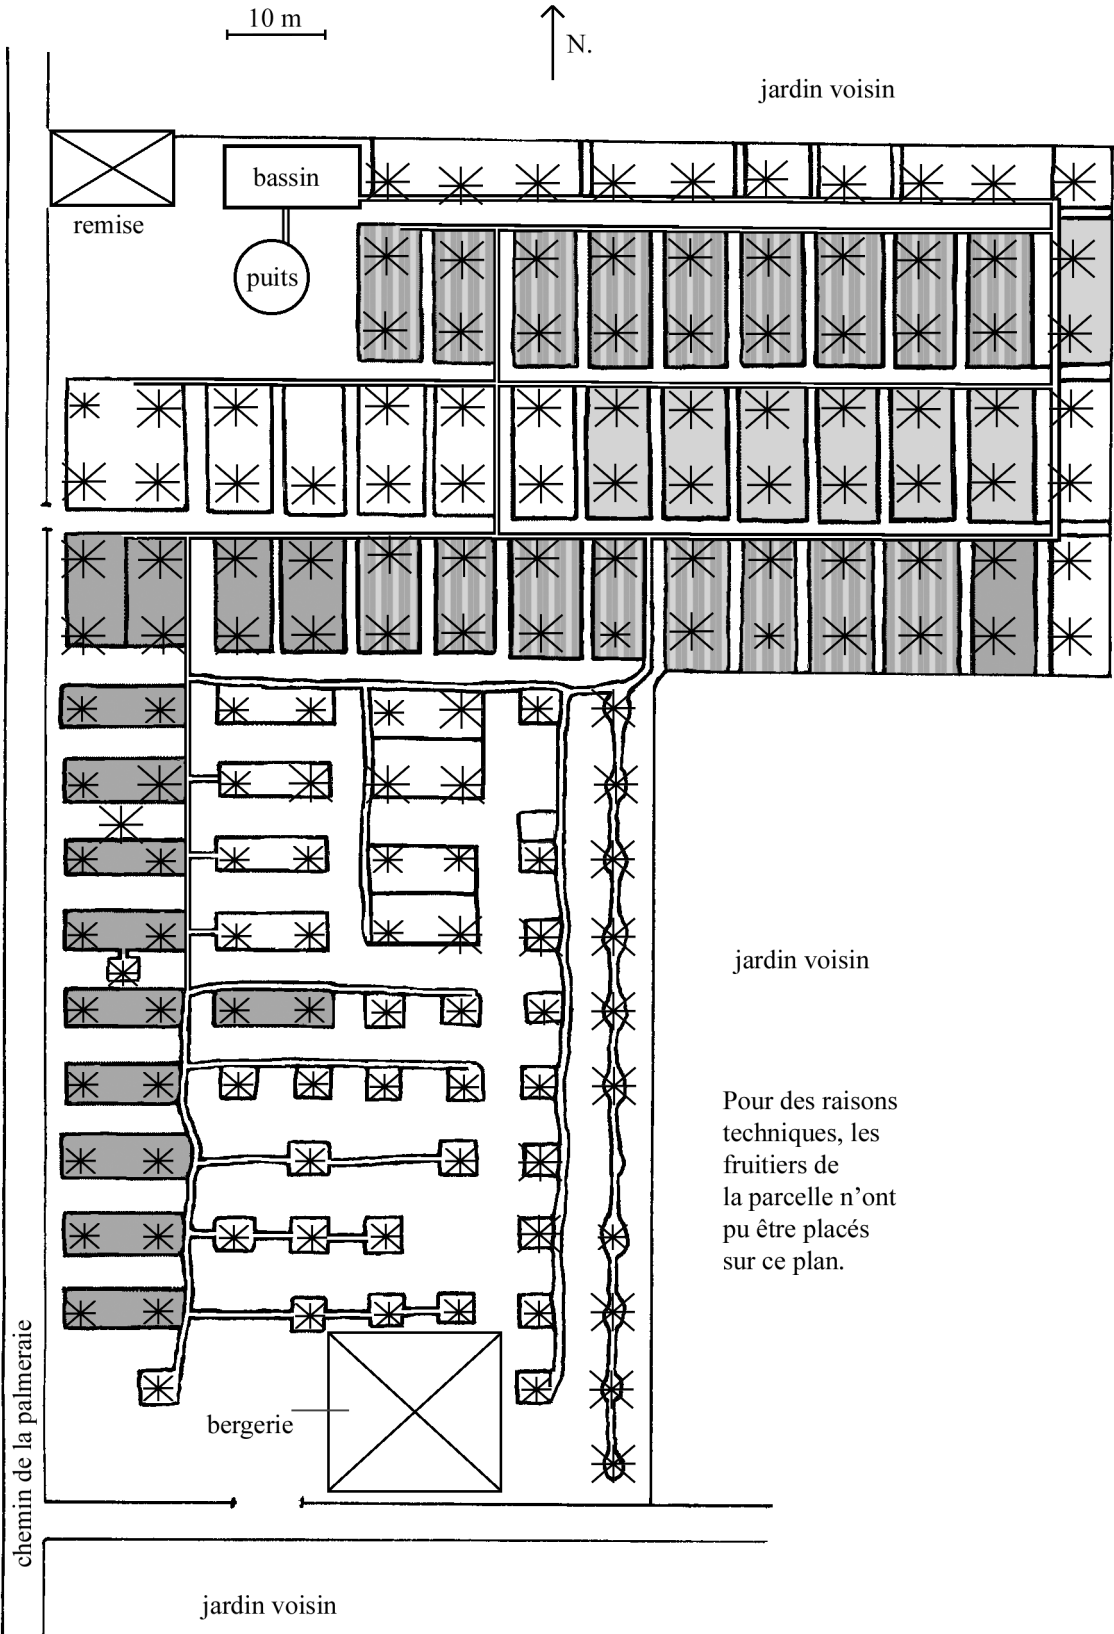 10 m
N.
jardin voisin
bassin
remise
puits
jardin voisin
Pour des raisons
techniques, les
fruitiers de
la parcelle n’ont
pu être placés
sur ce plan.
chemin de la palmeraie
bergerie
jardin voisin